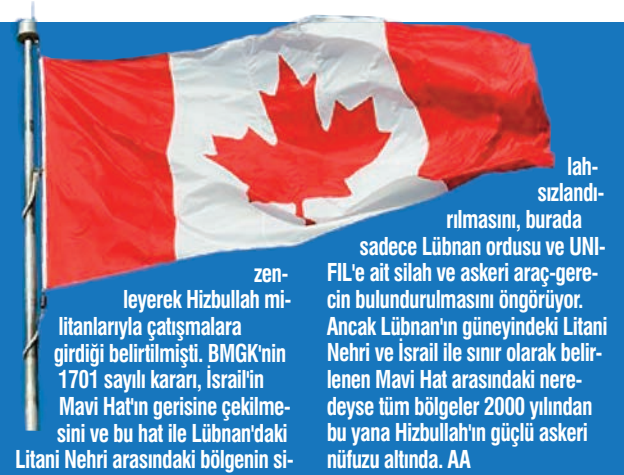 zen-
leyerek Hizbullah mi-
litanlarıyla çatışmalara
girdiği belirtilmişti. BMGK'nin
1701 sayılı kararı, İsrail'in
Mavi Hat'ın gerisine çekilme-
sini ve bu hat ile Lübnan'daki
Litani Nehri arasındaki bölgenin si-
lah-
sızlandı-
rılmasını, burada
sadece Lübnan ordusu ve UNI-
FIL'e ait silah ve askeri araç-gere-
cin bulundurulmasını öngörüyor.
Ancak Lübnan'ın güneyindeki Litani
Nehri ve İsrail ile sınır olarak belir-
lenen Mavi Hat arasındaki nere-
deyse tüm bölgeler 2000 yılından
bu yana Hizbullah'ın güçlü askeri
nüfuzu altında. AA